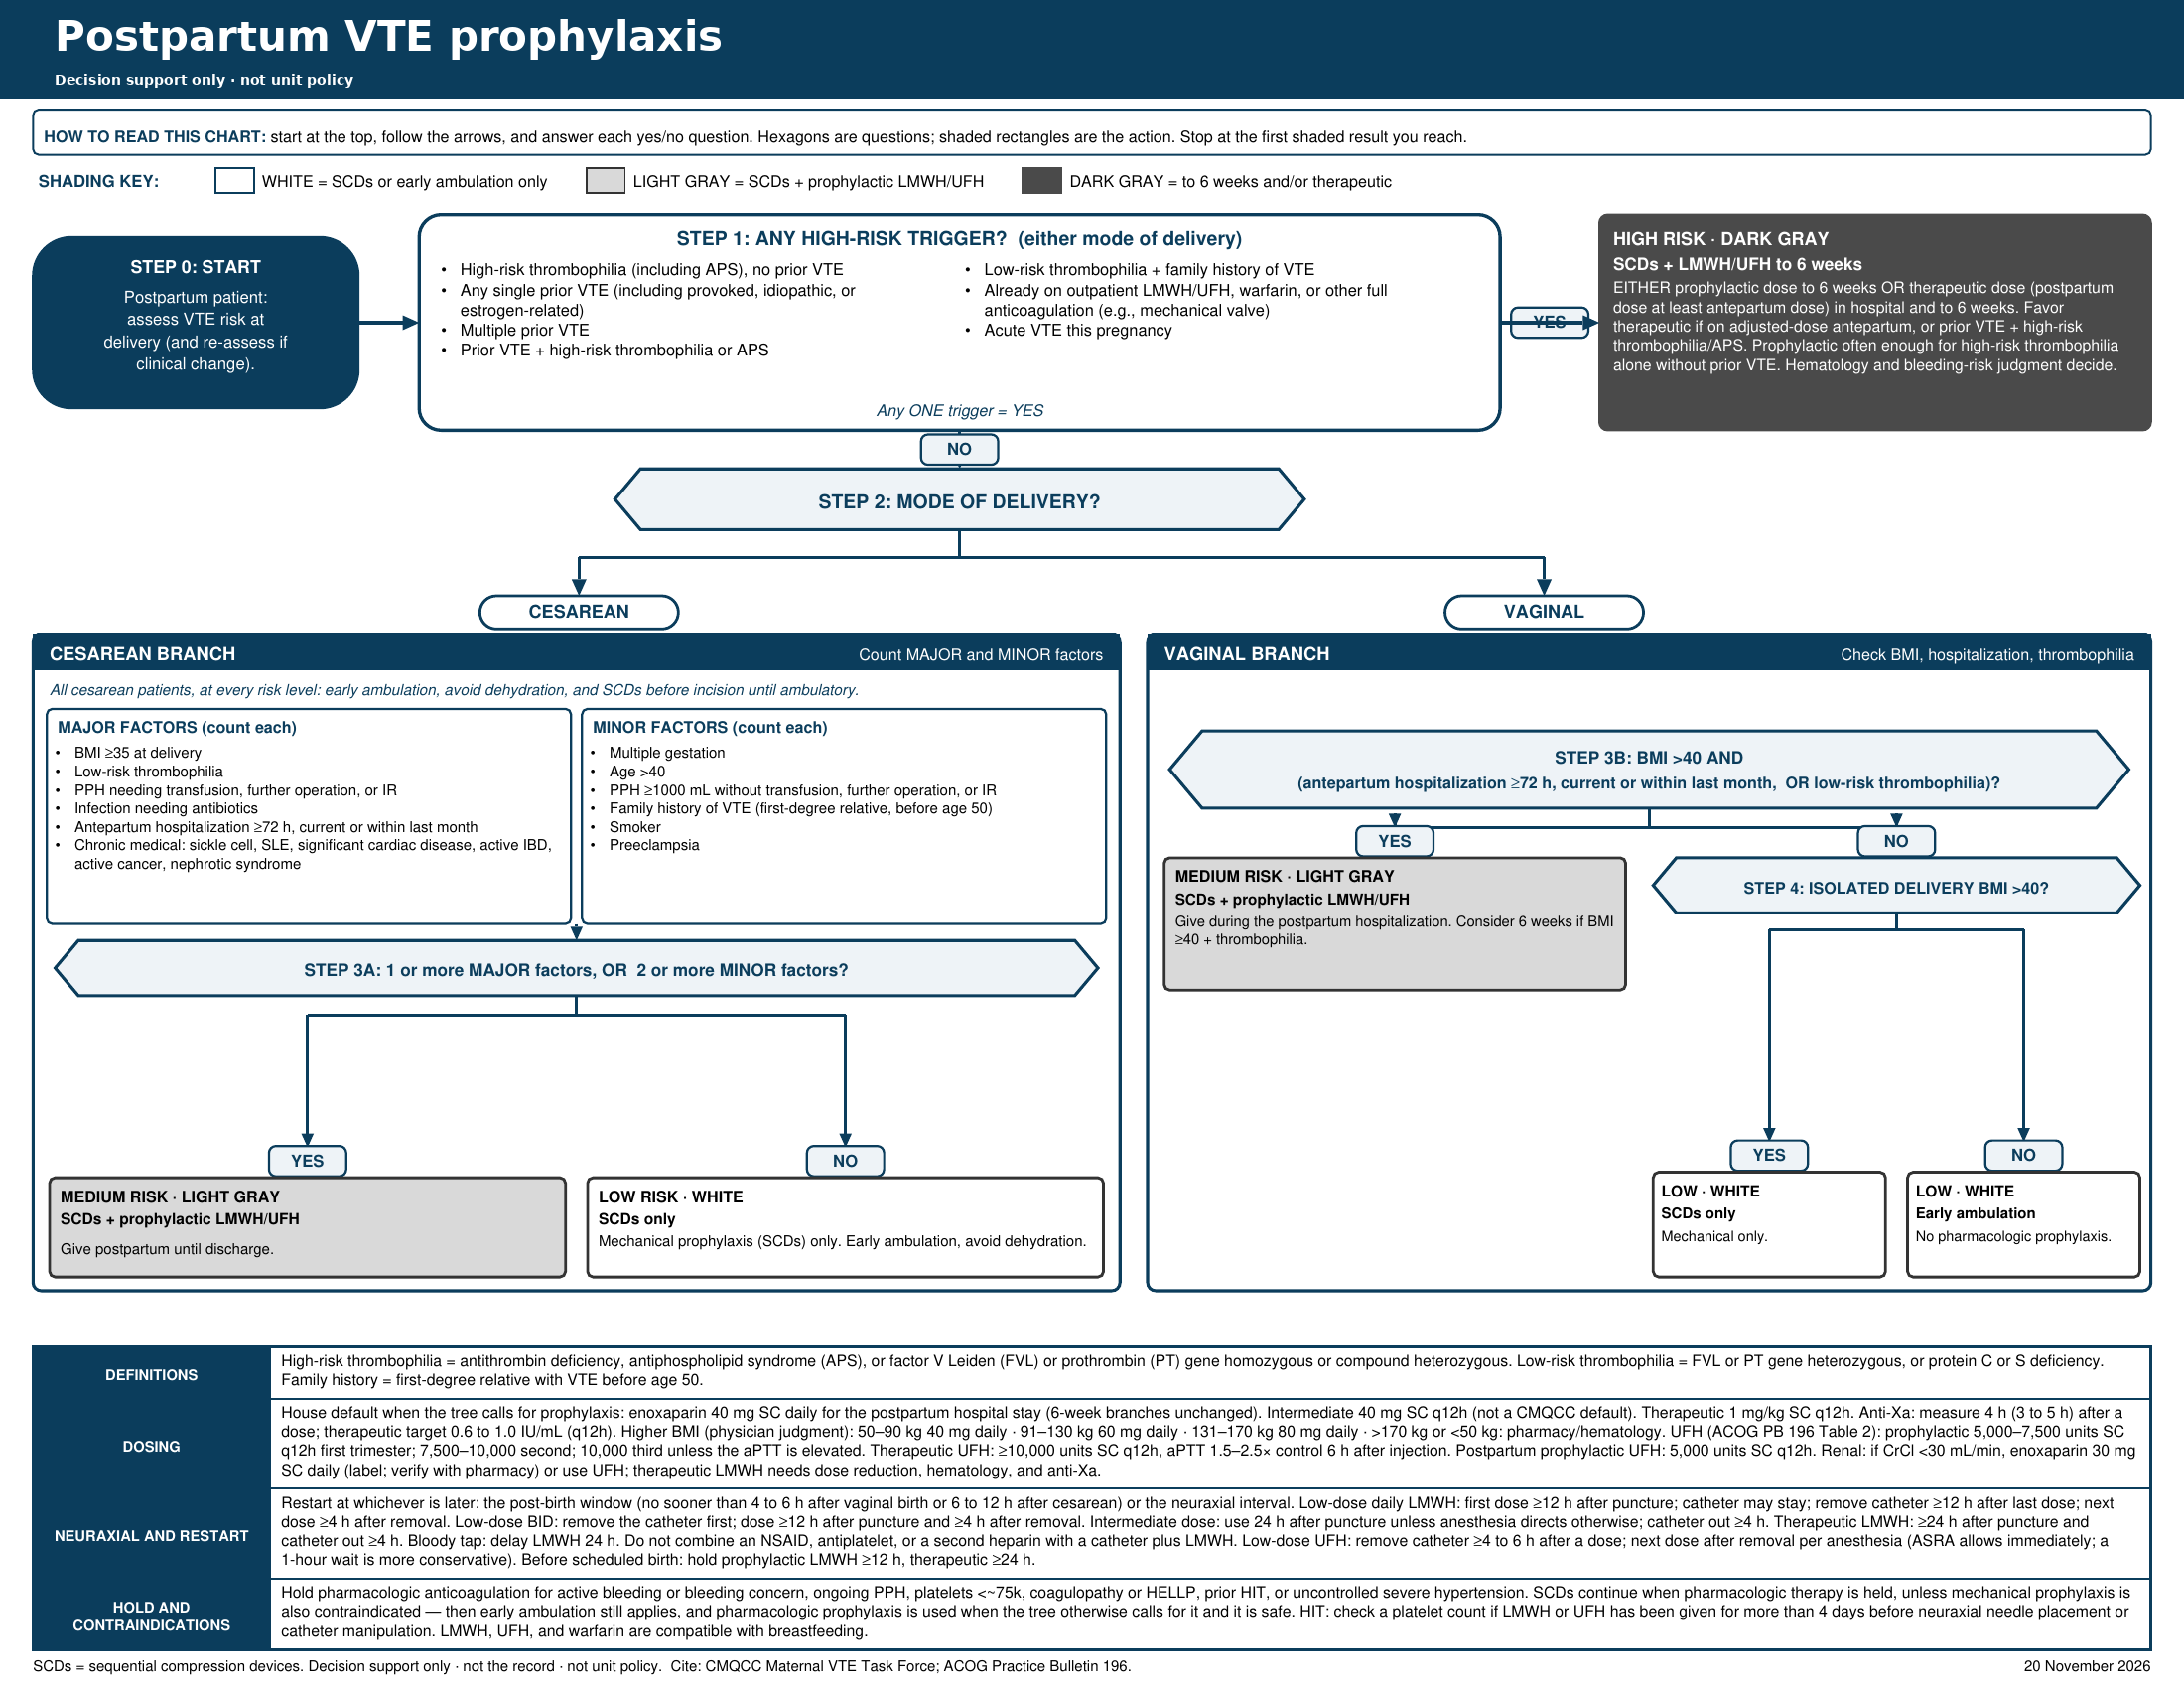 Postpartum VTE prophylaxis
Decision support only · not unit policy
HOW TO READ THIS CHART: start at the top, follow the arrows, and answer each yes/no question. Hexagons are questions; shaded rectangles are the action. Stop at the first shaded result you reach.
SHADING KEY:
WHITE = SCDs or early ambulation only
LIGHT GRAY = SCDs + prophylactic LMWH/UFH
DARK GRAY = to 6 weeks and/or therapeutic
STEP 0: START
Postpartum patient:
assess VTE risk at
delivery (and re-assess if
clinical change).
STEP 1: ANY HIGH-RISK TRIGGER? (either mode of delivery)
• High-risk thrombophilia (including APS), no prior VTE
• Any single prior VTE (including provoked, idiopathic, or
estrogen-related)
• Multiple prior VTE
• Prior VTE + high-risk thrombophilia or APS
• Low-risk thrombophilia + family history of VTE
• Already on outpatient LMWH/UFH, warfarin, or other full
anticoagulation (e.g., mechanical valve)
• Acute VTE this pregnancy
Any ONE trigger = YES
YES
HIGH RISK · DARK GRAY
SCDs + LMWH/UFH to 6 weeks
EITHER prophylactic dose to 6 weeks OR therapeutic dose (postpartum
dose at least antepartum dose) in hospital and to 6 weeks. Favor
therapeutic if on adjusted-dose antepartum, or prior VTE + high-risk
thrombophilia/APS. Prophylactic often enough for high-risk thrombophilia
alone without prior VTE. Hematology and bleeding-risk judgment decide.
NO
STEP 2: MODE OF DELIVERY?
CESAREAN
VAGINAL
CESAREAN BRANCH
Count MAJOR and MINOR factors
All cesarean patients, at every risk level: early ambulation, avoid dehydration, and SCDs before incision until ambulatory.
MAJOR FACTORS (count each)
• BMI ≥35 at delivery
• Low-risk thrombophilia
• PPH needing transfusion, further operation, or IR
• Infection needing antibiotics
• Antepartum hospitalization ≥72 h, current or within last month
• Chronic medical: sickle cell, SLE, significant cardiac disease, active IBD,
active cancer, nephrotic syndrome
MINOR FACTORS (count each)
• Multiple gestation
• Age >40
• PPH ≥1000 mL without transfusion, further operation, or IR
• Family history of VTE (first-degree relative, before age 50)
• Smoker
• Preeclampsia
STEP 3A: 1 or more MAJOR factors, OR 2 or more MINOR factors?
YES
MEDIUM RISK · LIGHT GRAY
SCDs + prophylactic LMWH/UFH
Give postpartum until discharge.
NO
LOW RISK · WHITE
SCDs only
Mechanical prophylaxis (SCDs) only. Early ambulation, avoid dehydration.
VAGINAL BRANCH
Check BMI, hospitalization, thrombophilia
STEP 3B: BMI >40 AND
(antepartum hospitalization ≥72 h, current or within last month, OR low-risk thrombophilia)?
YES
MEDIUM RISK · LIGHT GRAY
SCDs + prophylactic LMWH/UFH
Give during the postpartum hospitalization. Consider 6 weeks if BMI
≥40 + thrombophilia.
NO
STEP 4: ISOLATED DELIVERY BMI >40?
YES
LOW · WHITE
SCDs only
Mechanical only.
NO
LOW · WHITE
Early ambulation
No pharmacologic prophylaxis.
DEFINITIONS
High-risk thrombophilia = antithrombin deficiency, antiphospholipid syndrome (APS), or factor V Leiden (FVL) or prothrombin (PT) gene homozygous or compound heterozygous. Low-risk thrombophilia = FVL or PT gene heterozygous, or protein C or S deficiency.
Family history = first-degree relative with VTE before age 50.
DOSING
House default when the tree calls for prophylaxis: enoxaparin 40 mg SC daily for the postpartum hospital stay (6-week branches unchanged). Intermediate 40 mg SC q12h (not a CMQCC default). Therapeutic 1 mg/kg SC q12h. Anti-Xa: measure 4 h (3 to 5 h) after a
dose; therapeutic target 0.6 to 1.0 IU/mL (q12h). Higher BMI (physician judgment): 50–90 kg 40 mg daily · 91–130 kg 60 mg daily · 131–170 kg 80 mg daily · >170 kg or <50 kg: pharmacy/hematology. UFH (ACOG PB 196 Table 2): prophylactic 5,000–7,500 units SC
q12h first trimester; 7,500–10,000 second; 10,000 third unless the aPTT is elevated. Therapeutic UFH: ≥10,000 units SC q12h, aPTT 1.5–2.5× control 6 h after injection. Postpartum prophylactic UFH: 5,000 units SC q12h. Renal: if CrCl <30 mL/min, enoxaparin 30 mg
SC daily (label; verify with pharmacy) or use UFH; therapeutic LMWH needs dose reduction, hematology, and anti-Xa.
NEURAXIAL AND RESTART
Restart at whichever is later: the post-birth window (no sooner than 4 to 6 h after vaginal birth or 6 to 12 h after cesarean) or the neuraxial interval. Low-dose daily LMWH: first dose ≥12 h after puncture; catheter may stay; remove catheter ≥12 h after last dose; next
dose ≥4 h after removal. Low-dose BID: remove the catheter first; dose ≥12 h after puncture and ≥4 h after removal. Intermediate dose: use 24 h after puncture unless anesthesia directs otherwise; catheter out ≥4 h. Therapeutic LMWH: ≥24 h after puncture and
catheter out ≥4 h. Bloody tap: delay LMWH 24 h. Do not combine an NSAID, antiplatelet, or a second heparin with a catheter plus LMWH. Low-dose UFH: remove catheter ≥4 to 6 h after a dose; next dose after removal per anesthesia (ASRA allows immediately; a
1-hour wait is more conservative). Before scheduled birth: hold prophylactic LMWH ≥12 h, therapeutic ≥24 h.
HOLD AND
CONTRAINDICATIONS
Hold pharmacologic anticoagulation for active bleeding or bleeding concern, ongoing PPH, platelets <~75k, coagulopathy or HELLP, prior HIT, or uncontrolled severe hypertension. SCDs continue when pharmacologic therapy is held, unless mechanical prophylaxis is
also contraindicated — then early ambulation still applies, and pharmacologic prophylaxis is used when the tree otherwise calls for it and it is safe. HIT: check a platelet count if LMWH or UFH has been given for more than 4 days before neuraxial needle placement or
catheter manipulation. LMWH, UFH, and warfarin are compatible with breastfeeding.
SCDs = sequential compression devices. Decision support only · not the record · not unit policy. Cite: CMQCC Maternal VTE Task Force; ACOG Practice Bulletin 196.
20 November 2026